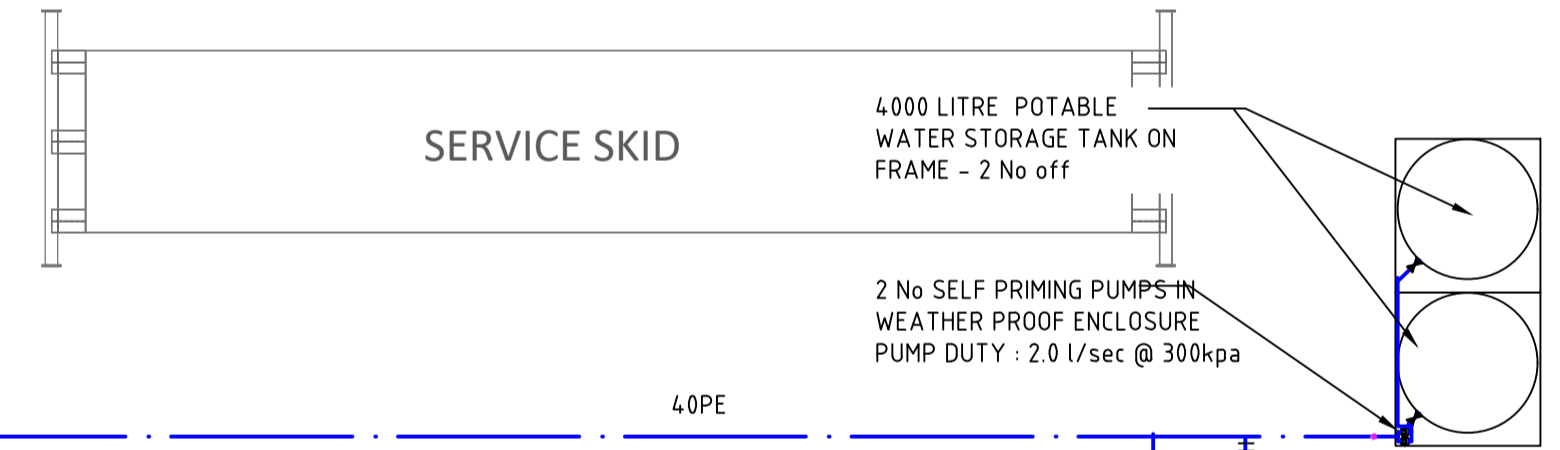 SERVICE SKID
4000 LITRE POTABLE
WATER STORAGE TANK ON
FRAME - 2 No off
2 No SELF PRIMING PUMPS IN
WEATHER PROOF ENCLOSURE
PUMP DUTY : 2.0 l/sec @ 300kpa
40PE